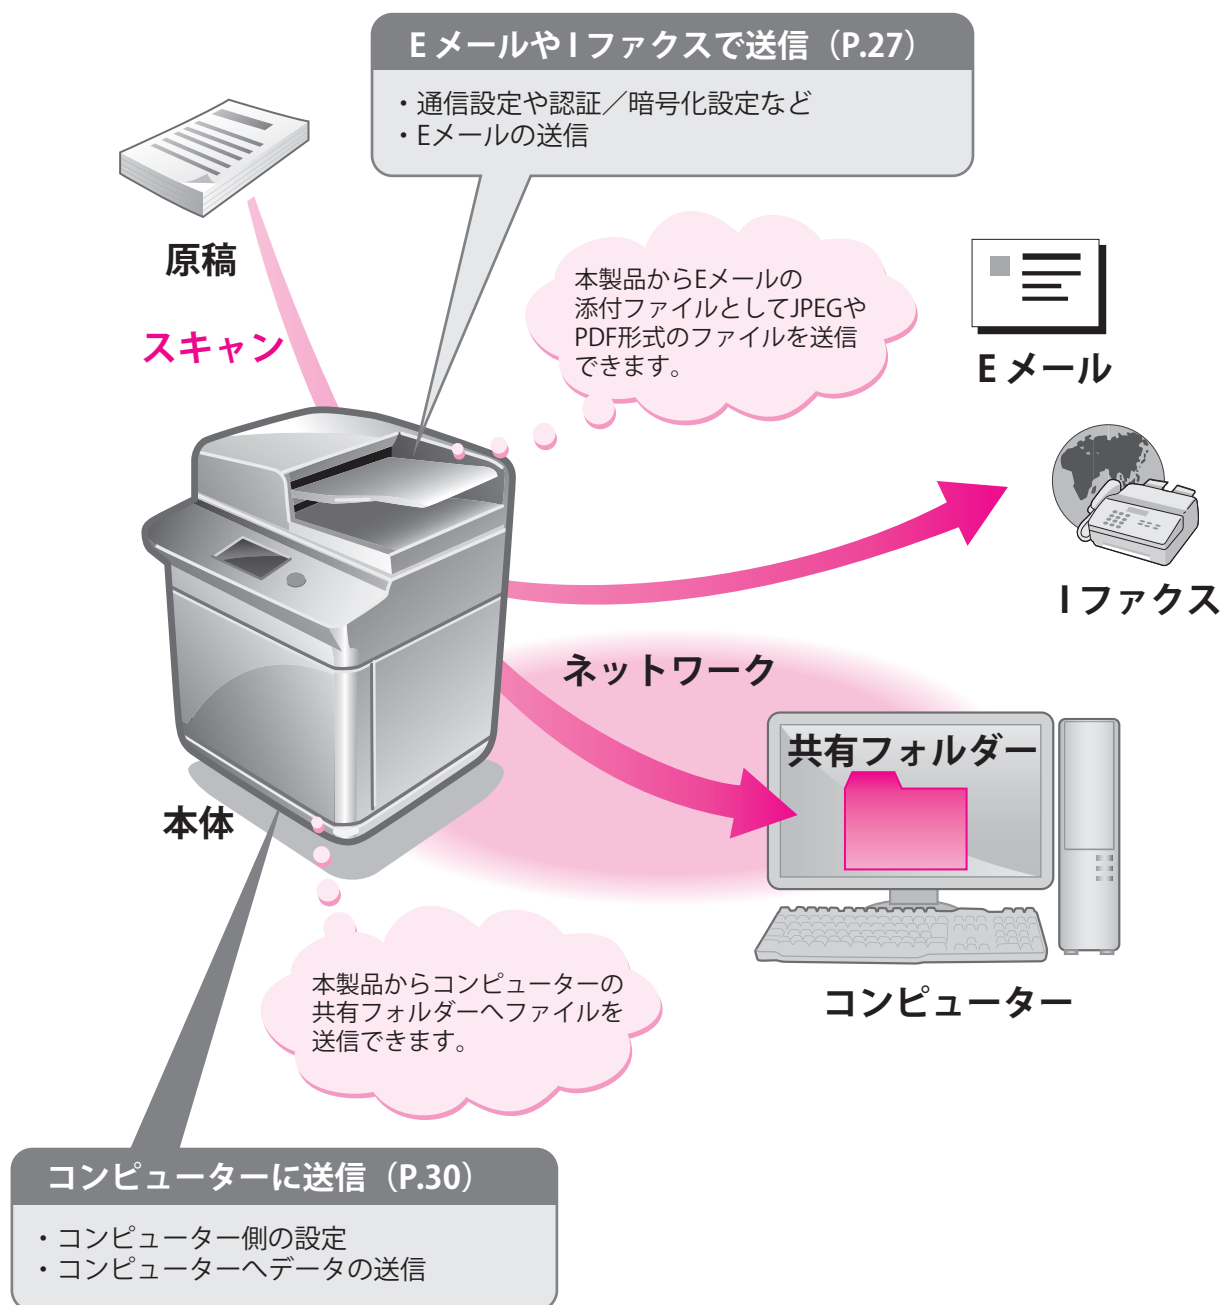 E メールや I ファクスで送信（P.27）
・通信設定や認証／暗号化設定など
・Eメールの送信
原稿
スキャン
本製品からEメールの
添付ファイルとしてJPEGや
PDF形式のファイルを送信
できます。
E メール
I ファクス
ネットワーク
共有フォルダー
本体
コンピューター
本製品からコンピューターの
共有フォルダーへファイルを
送信できます。
コンピューターに送信（P.30）
・コンピューター側の設定
・コンピューターへデータの送信